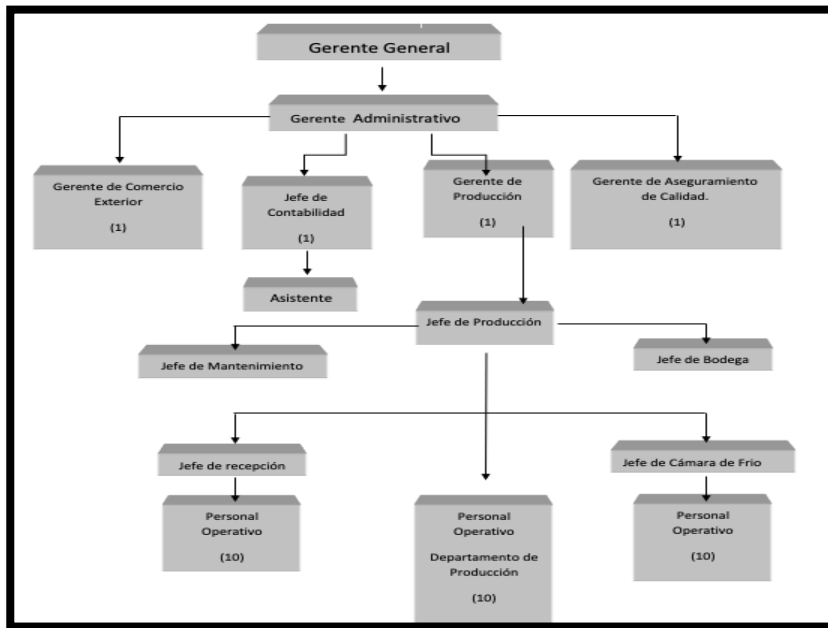 Gerente General
Gerente Administrativo
Gerente de Comercio
Exterior
(1)
Jefe de
Contabilidad
(1)
Gerente de
Producción
(1)
Gerente de Aseguramiento
de Calidad.
(1)
Asistente
Jefe de Producción
Jefe de Mantenimiento
Jefe de Bodega
Jefe de recepción
Jefe de Cámara de Frio
Personal
Operativo
(10)
Personal
Operativo
Departamento de
Producción
(10)
Personal
Operativo
(10)